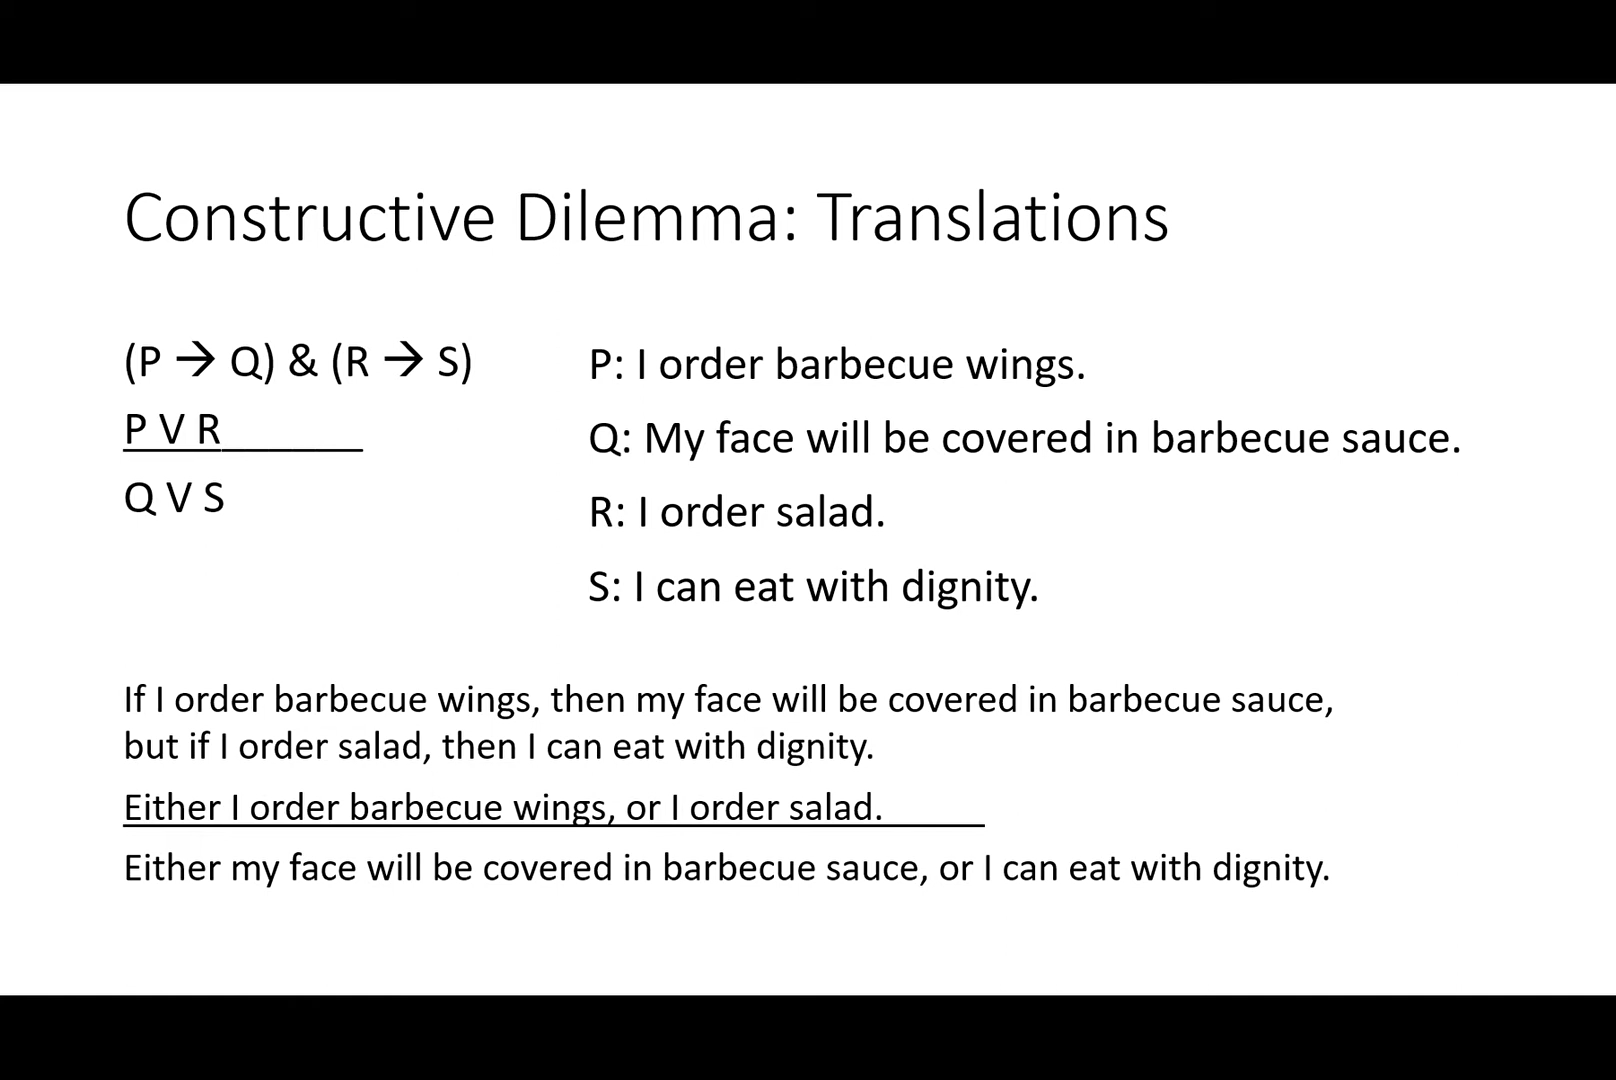 Constructive Dilemma: Translations
(P → Q) & (R → S)
P V R
Q V S
P: I order barbecue wings.
Q: My face will be covered in barbecue sauce.
R: I order salad.
S: I can eat with dignity.
If I order barbecue wings, then my face will be covered in barbecue sauce,
but if I order salad, then I can eat with dignity.
Either I order barbecue wings, or I order salad.
Either my face will be covered in barbecue sauce, or I can eat with dignity.